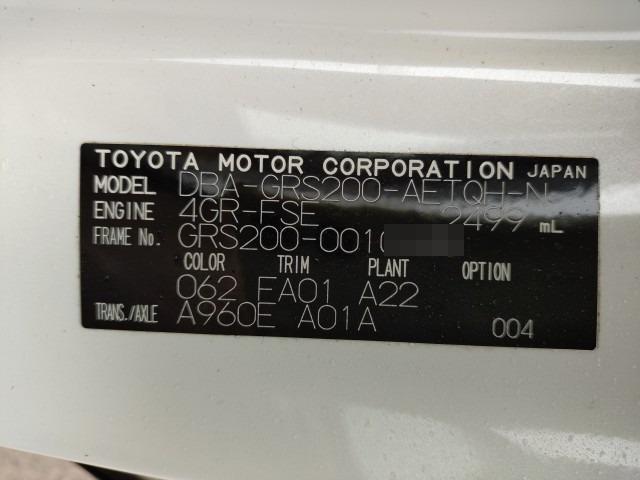 TOYOTA MOTOR CORPORATION JAPAN
MODEL DBA-GRS200-AETQH-N
ENGINE 4GR-FSE 2499 mL
FRAME No. GRS200-001
COLOR TRIM PLANT OPTION
062 FA01 A22
TRANS./AXLE A960E A01A 004